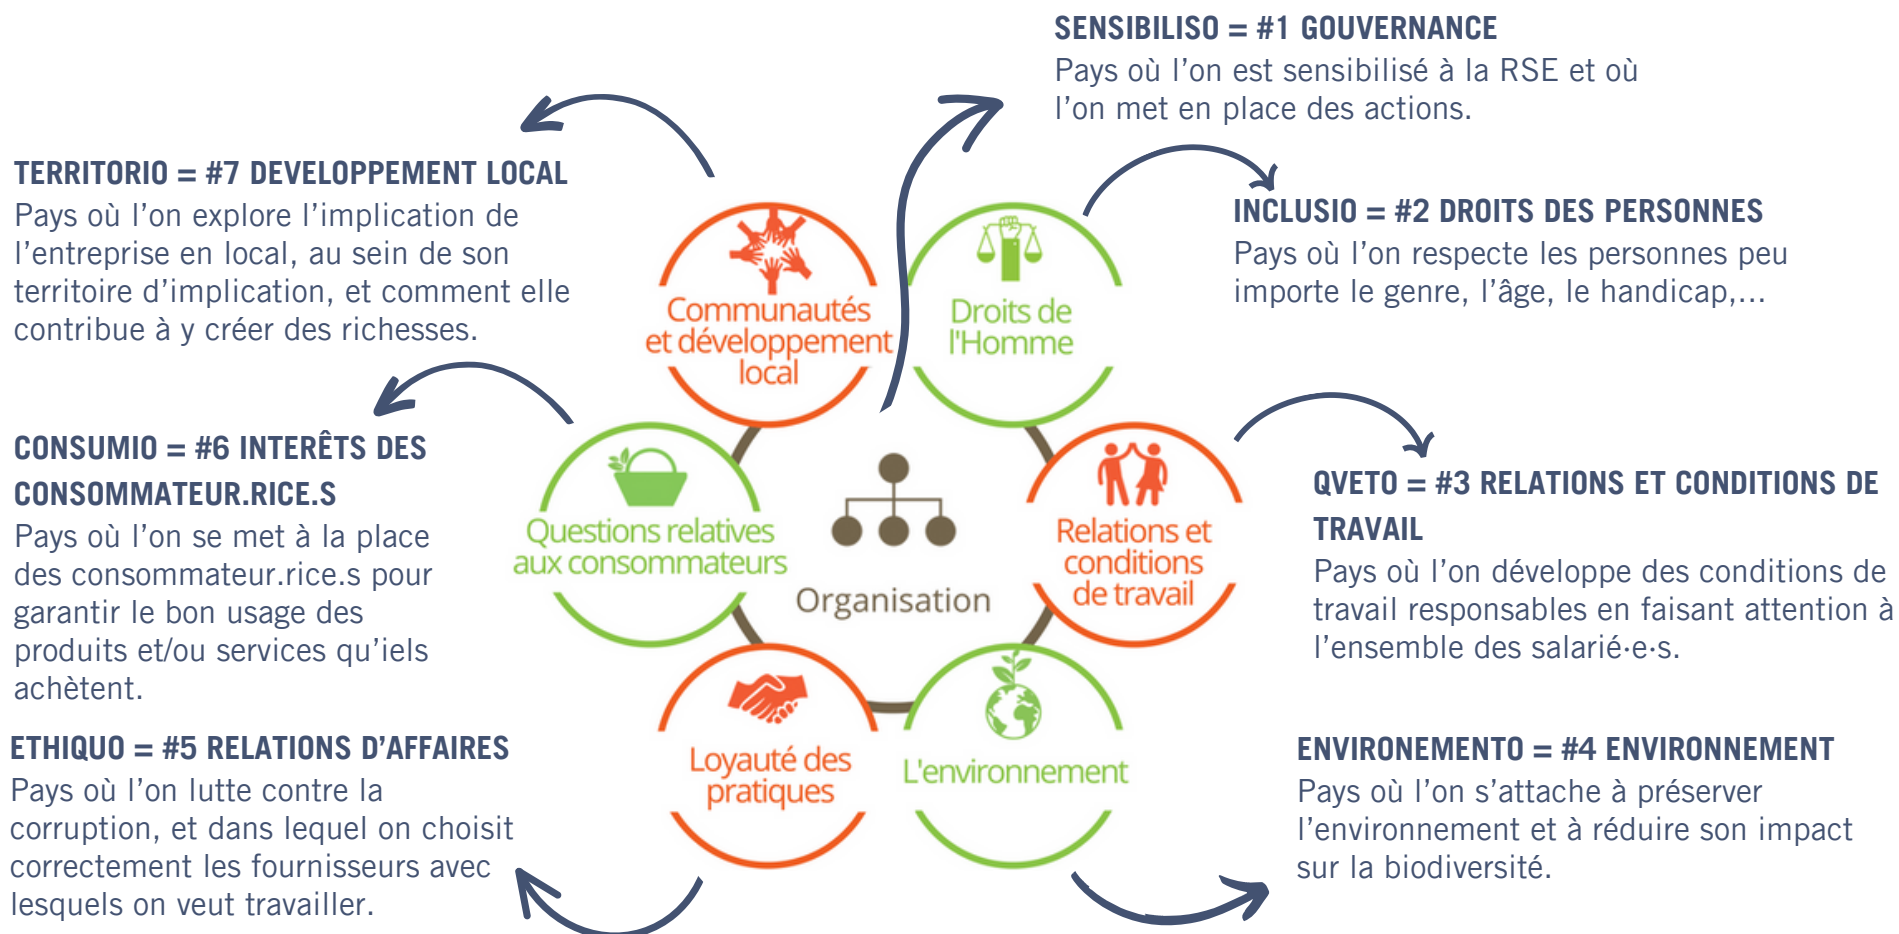 SENSIBILISO = #1 GOUVERNANCE
Pays où l’on est sensibilisé à la RSE et où
l’on met en place des actions.
TERRITORIO = #7 DEVELOPPEMENT LOCAL
Pays où l’on explore l’implication de
l’entreprise en local, au sein de son
territoire d’implication, et comment elle
contribue à y créer des richesses.
INCLUSIO = #2 DROITS DES PERSONNES
Pays où l’on respecte les personnes peu
importe le genre, l’âge, le handicap,...
Communautés
et développement
local
Droits de
l'Homme
CONSUMIO = #6 INTERÊTS DES
CONSOMMATEUR.RICE.S
Pays où l’on se met à la place
des consommateur.rice.s pour
garantir le bon usage des
produits et/ou services qu’iels
achètent.
Questions relatives
aux consommateurs
Organisation
Relations et
conditions
de travail
QVETO = #3 RELATIONS ET CONDITIONS DE
TRAVAIL
Pays où l’on développe des conditions de
travail responsables en faisant attention à
l’ensemble des salarié·e·s.
ETHIQUO = #5 RELATIONS D’AFFAIRES
Pays où l’on lutte contre la
corruption, et dans lequel on choisit
correctement les fournisseurs avec
lesquels on veut travailler.
Loyauté des
pratiques
L'environnement
ENVIRONEMENTO = #4 ENVIRONNEMENT
Pays où l’on s’attache à préserver
l’environnement et à réduire son impact
sur la biodiversité.